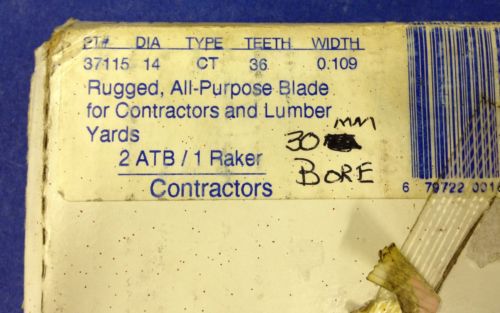 PT# DIA TYPE TEETH WIDTH
37115 14 CT 36 0.109
Rugged, All-Purpose Blade
for Contractors and Lumber
Yards
2 ATB / 1 Raker
Contractors
30 mm
BORE
6 79722 001